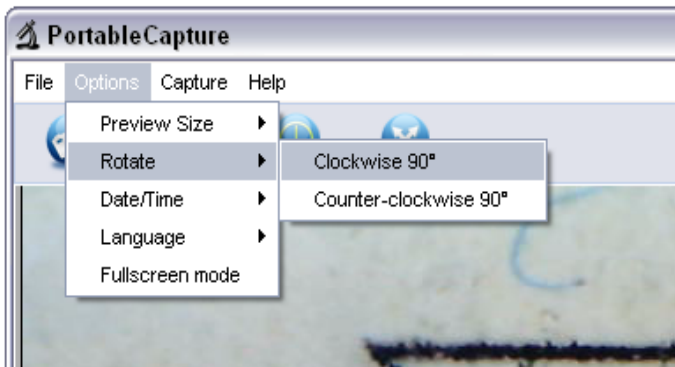 PortableCapture
File Options Capture Help
Preview Size
Rotate
Clockwise 90°
Date/Time
Counter-clockwise 90°
Language
Fullscreen mode